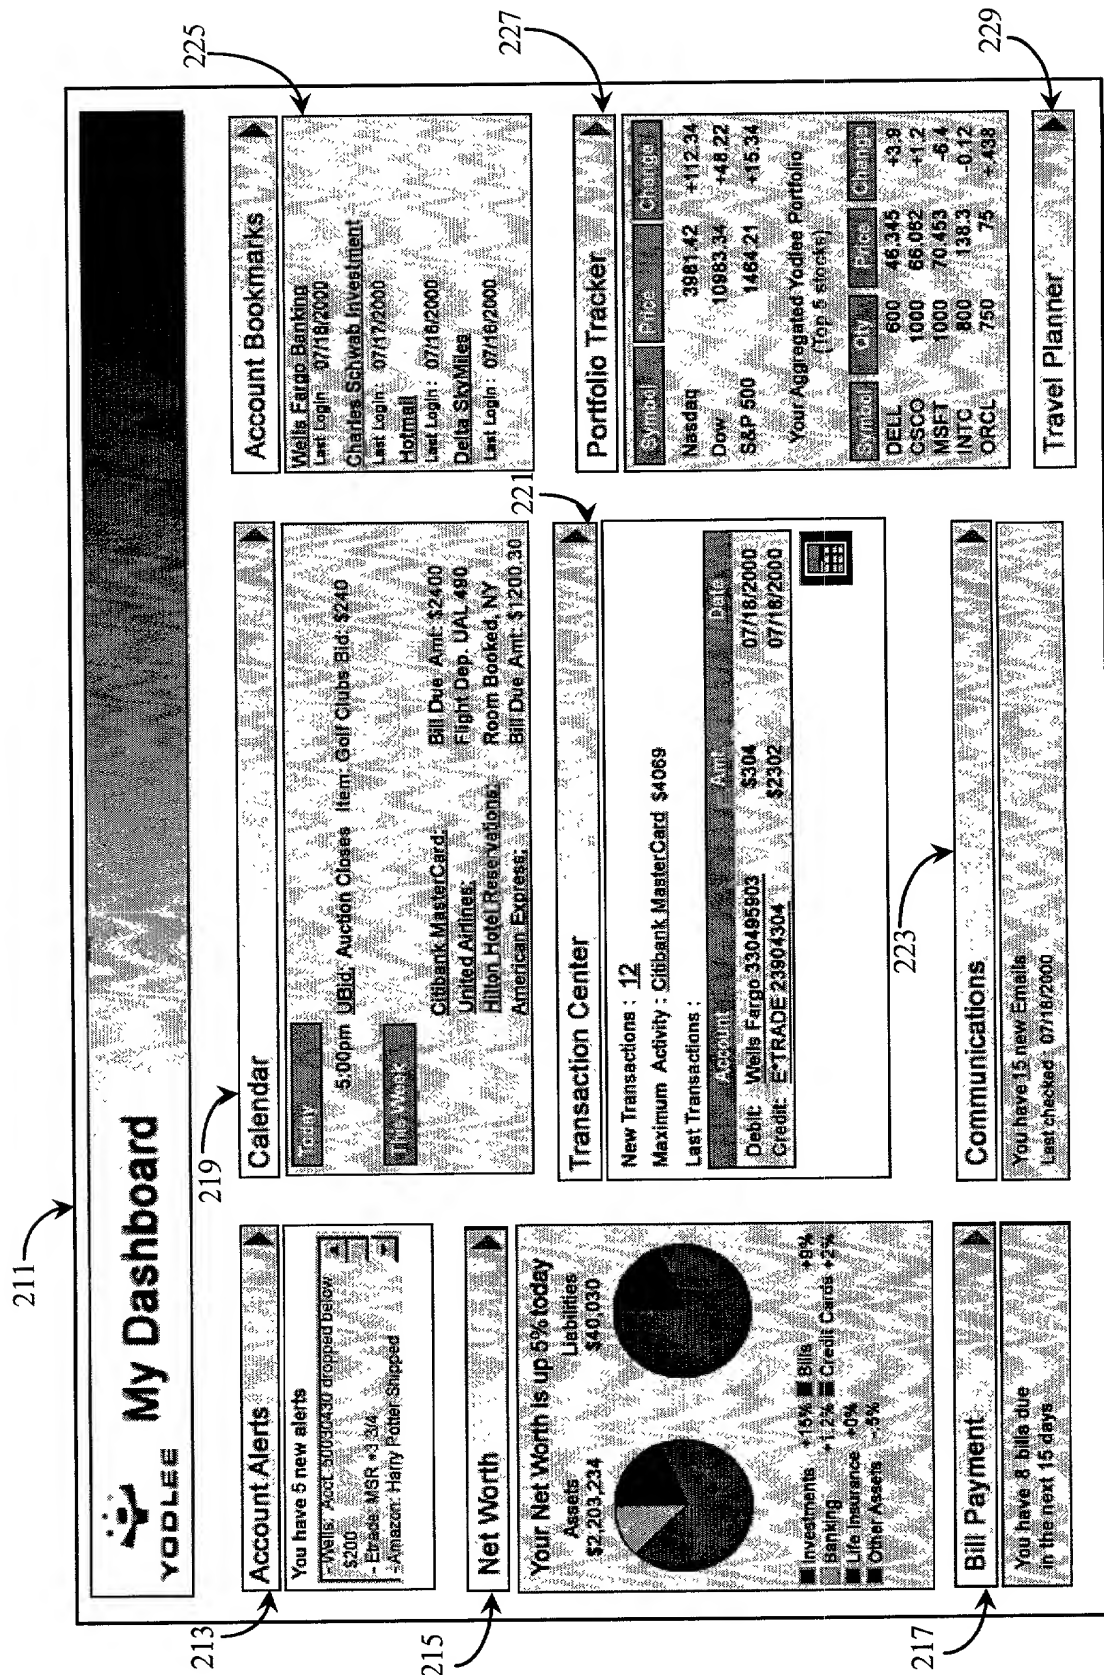 211
YODLEE My Dashboard
213
Account Alerts
You have 5 new alerts
- Wells: Acct. 50030430 dropped below
$200
- Etrade: MSR +3 3/4
- Amazon: Harry Potter Shipped
215
Net Worth
Your Net Worth is up 5% today
Assets Liabilities
$2,203,234 $40,030
Investments +15% Bills +9%
Banking +1.2% Credit Cards +2%
Life Insurance +0%
Other Assets -.5%
217
Bill Payment
You have 8 bills due
in the next 15 days
219
Calendar
Today
5:00pm UBid: Auction Closes Item: Golf Clubs Bid: $240
This Week
Citibank MasterCard: Bill Due Amt: $2400
United Airlines: Flight Dep. UAL 490
Hilton Hotel Reservations: Room Booked, NY
American Express: Bill Due Amt: $1200.30
221
Transaction Center
New Transactions : 12
Maximum Activity : Citibank MasterCard $4069
Last Transactions :
Account Amt Date
Debit: Wells Fargo 330495903 $304 07/18/2000
Credit: E*TRADE 23904304 $2302 07/18/2000
223
Communications
You have 15 new Emails
Last checked : 07/18/2000
225
Account Bookmarks
Wells Fargo Banking
Last Login : 07/18/2000
Charles Schwab Investment
Last Login : 07/17/2000
Hotmail
Last Login : 07/16/2000
Delta SkyMiles
Last Login : 07/16/2000
227
Portfolio Tracker
Symbol Price Change
Nasdaq 3981.42 +112.34
Dow 10983.34 +48.22
S&P 500 1464.21 +15.34
Your Aggregated Yodlee Portfolio
(Top 5 stocks)
Symbol Qty Price Change
DELL 600 46.345 +3.9
CSCO 1000 66.062 +1.2
MSFT 1000 70.453 -6.4
INTC 800 138.3 -0.12
ORCL 750 75 +.438
229
Travel Planner